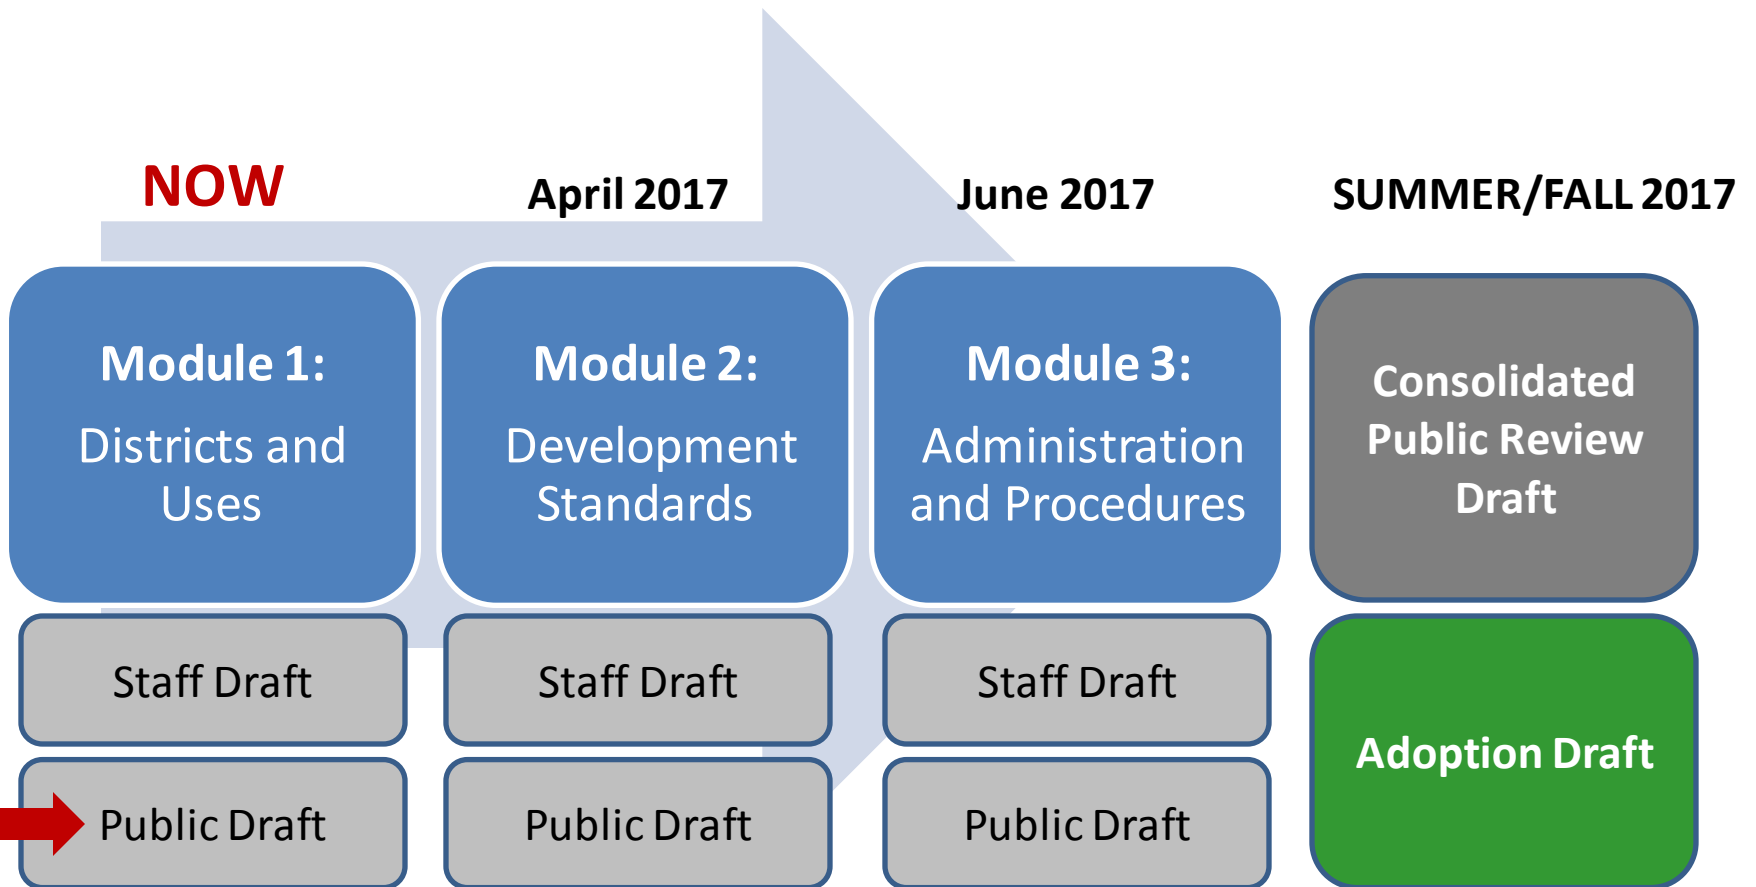 NOW
April 2017
June 2017
SUMMER/FALL 2017
Module 1:
Districts and
Uses
Module 2:
Development
Standards
Module 3:
Administration
and Procedures
Consolidated
Public Review
Draft
Staff Draft
Staff Draft
Staff Draft
Adoption Draft
Public Draft
Public Draft
Public Draft